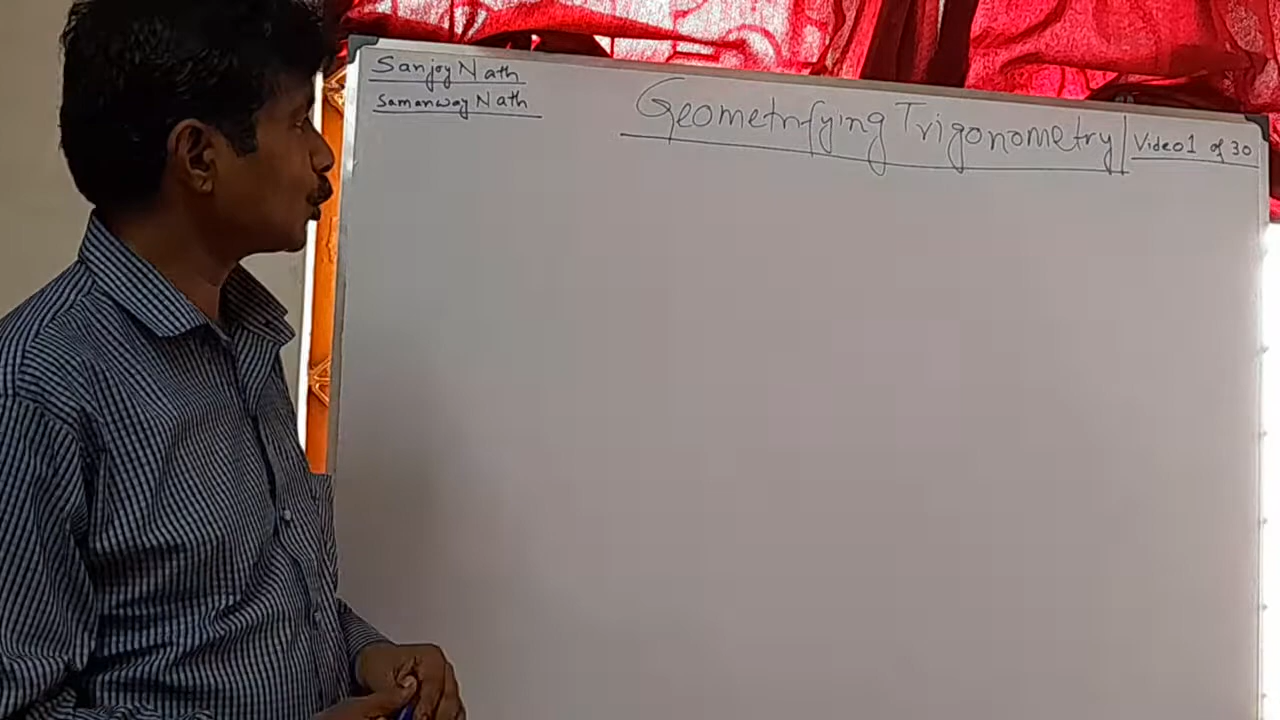 Sanjoy Nath
Samanway Nath
Geometrifying Trigonometry | Video 1 of 30